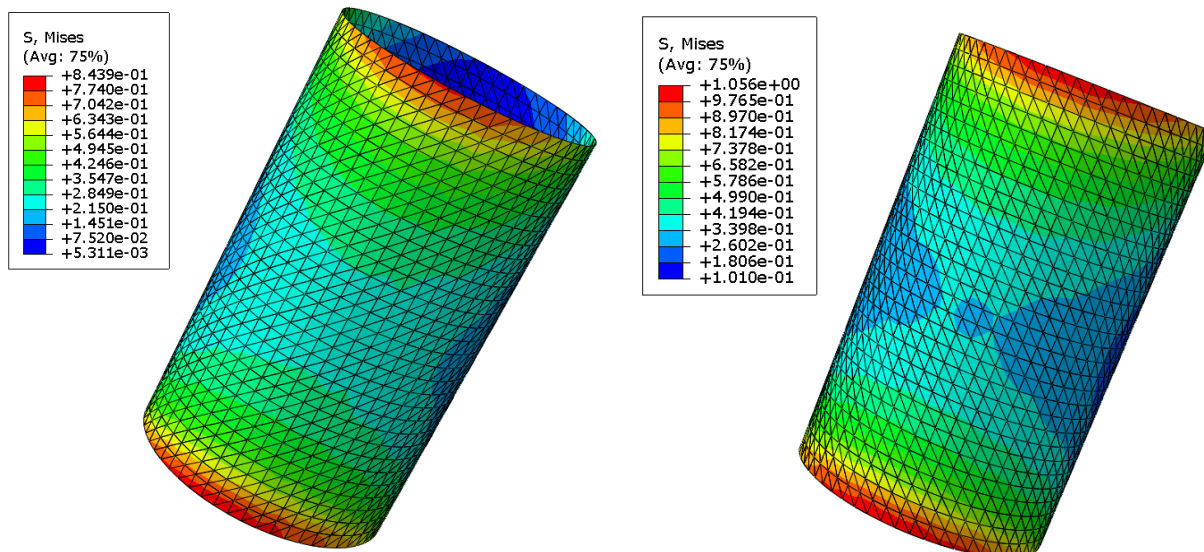 S, Mises
(Avg: 75%)
+8.439e-01
+7.740e-01
+7.042e-01
+6.343e-01
+5.644e-01
+4.945e-01
+4.246e-01
+3.547e-01
+2.849e-01
+2.150e-01
+1.451e-01
+7.520e-02
+5.311e-03
S, Mises
(Avg: 75%)
+1.056e+00
+9.765e-01
+8.970e-01
+8.174e-01
+7.378e-01
+6.582e-01
+5.786e-01
+4.990e-01
+4.194e-01
+3.398e-01
+2.602e-01
+1.806e-01
+1.010e-01